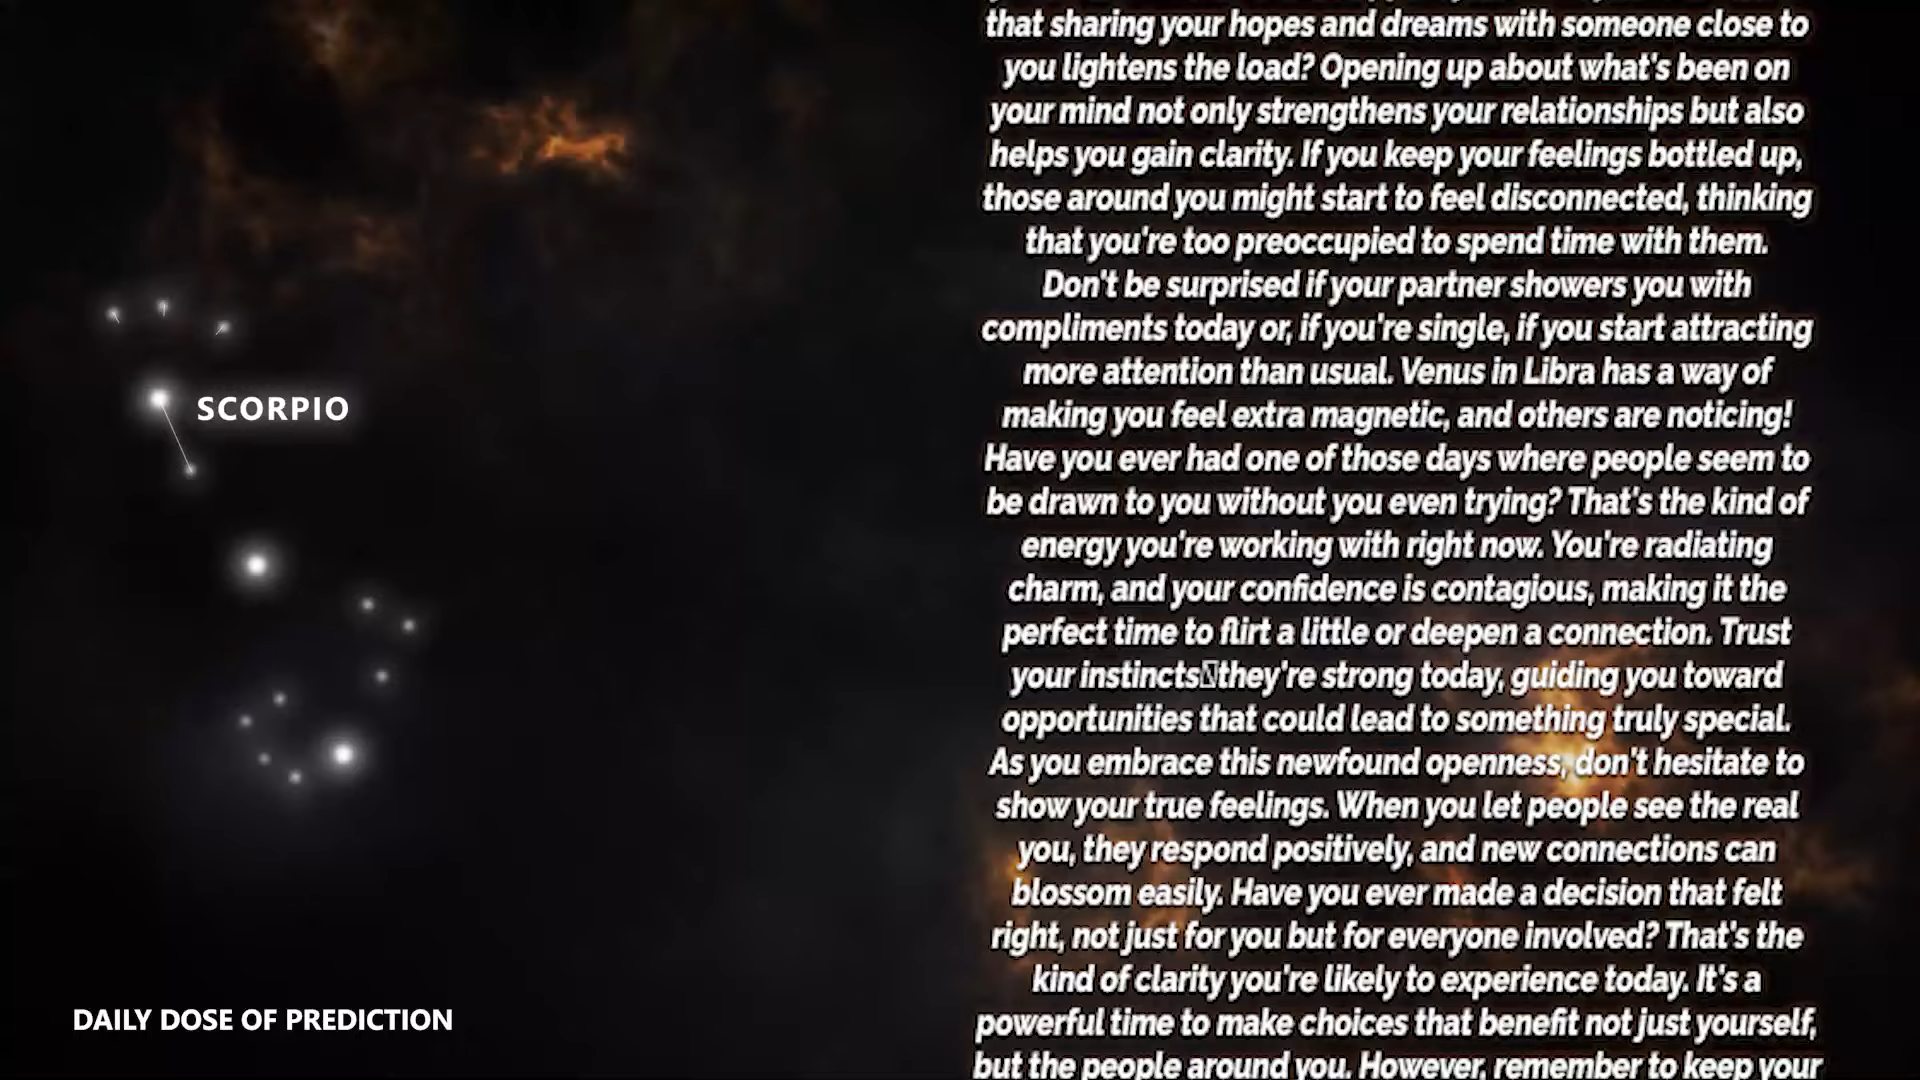 that sharing your hopes and dreams with someone close to
you lightens the load? Opening up about what's been on
your mind not only strengthens your relationships but also
helps you gain clarity. If you keep your feelings bottled up,
those around you might start to feel disconnected, thinking
that you're too preoccupied to spend time with them.
Don't be surprised if your partner showers you with
compliments today or, if you're single, if you start attracting
more attention than usual. Venus in Libra has a way of
making you feel extra magnetic, and others are noticing!
Have you ever had one of those days where people seem to
be drawn to you without you even trying? That's the kind of
energy you're working with right now. You're radiating
charm, and your confidence is contagious, making it the
perfect time to flirt a little or deepen a connection. Trust
your instincts they're strong today, guiding you toward
opportunities that could lead to something truly special.
As you embrace this newfound openness, don't hesitate to
show your true feelings. When you let people see the real
you, they respond positively, and new connections can
blossom easily. Have you ever made a decision that felt
right, not just for you but for everyone involved? That's the
kind of clarity you're likely to experience today. It's a
powerful time to make choices that benefit not just yourself,
but the people around you. However, remember to keep your
SCORPIO
DAILY DOSE OF PREDICTION